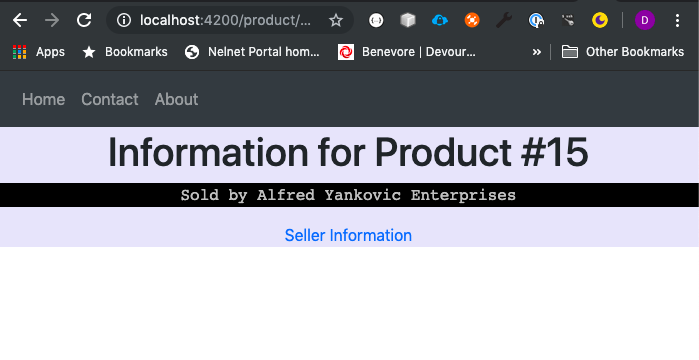 localhost:4200/product/...
Apps Bookmarks Nelnet Portal hom... Benevore | Devour... » Other Bookmarks
D
Home Contact About
Information for Product #15
Sold by Alfred Yankovic Enterprises
Seller Information